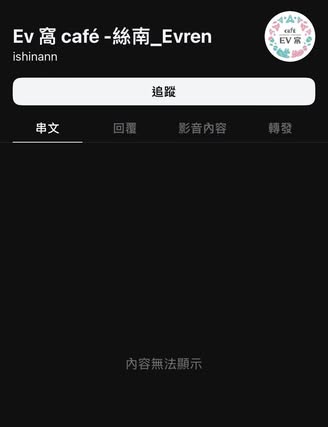 Ev 窩 café -絲南_Evren
ishinann
café
EV 窩
追蹤
串文 回覆 影音內容 轉發
內容無法顯示